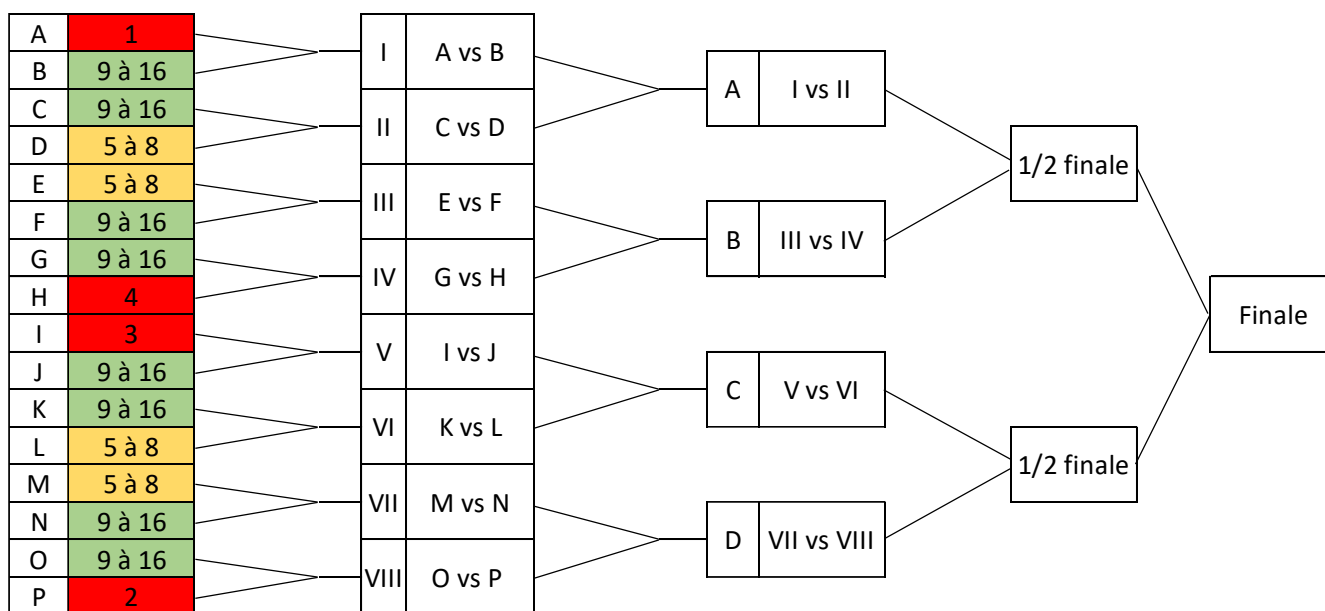 A 1
B 9 à 16
C 9 à 16
D 5 à 8
E 5 à 8
F 9 à 16
G 9 à 16
H 4
I 3
J 9 à 16
K 9 à 16
L 5 à 8
M 5 à 8
N 9 à 16
O 9 à 16
P 2
I A vs B
II C vs D
III E vs F
IV G vs H
V I vs J
VI K vs L
VII M vs N
VIII O vs P
A I vs II
B III vs IV
C V vs VI
D VII vs VIII
1/2 finale
1/2 finale
Finale